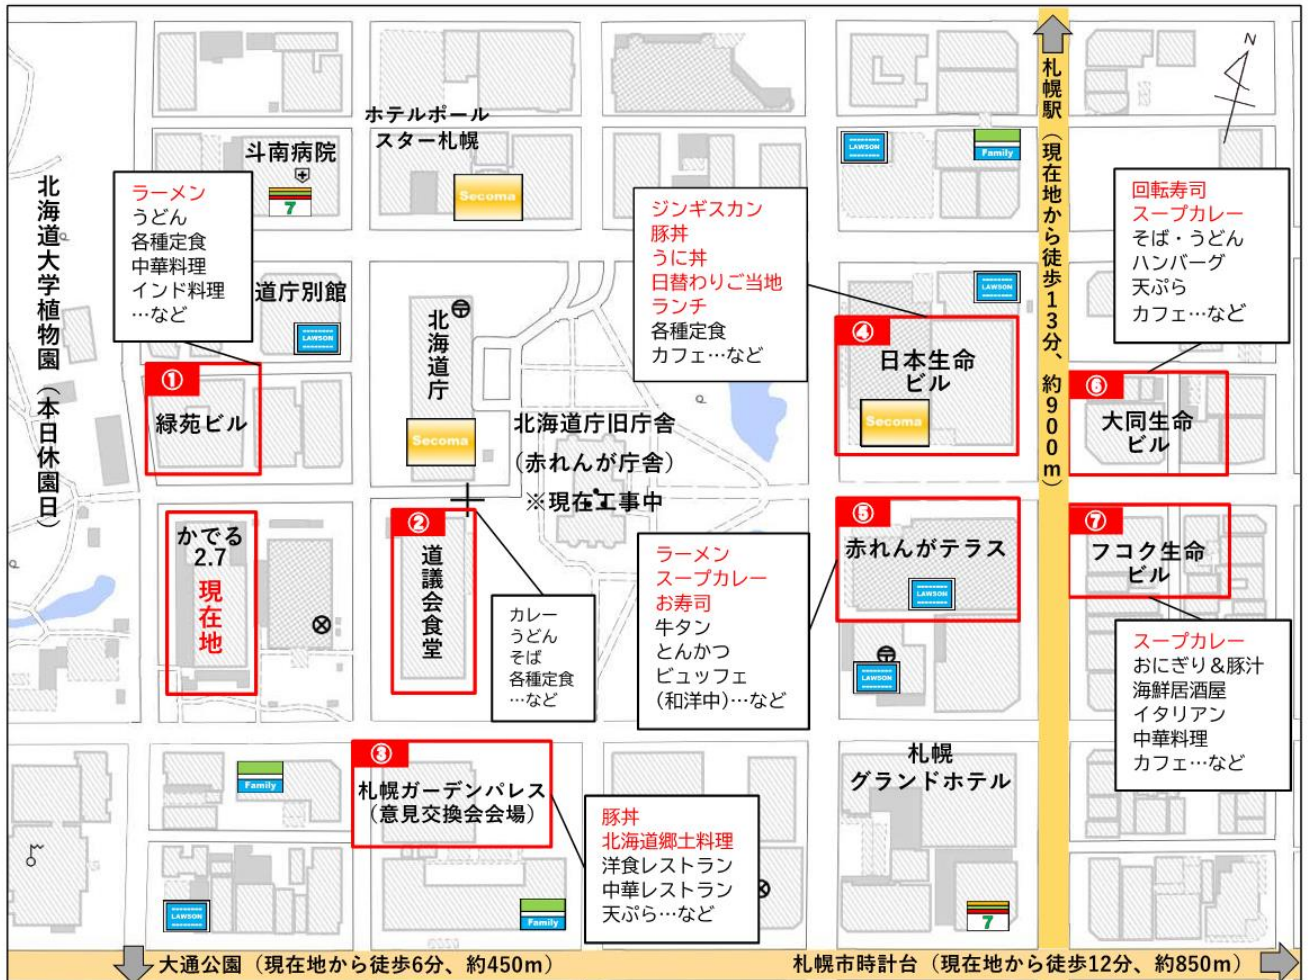 N
札幌駅（現在地から徒歩13分、約900m）
ホテルポール
スター札幌
斗南病院
7
Secoma
LAWSON
Family
北海道大学植物園（本日休園日）
ラーメン
うどん
各種定食
中華料理
インド料理
…など
道庁別館
LAWSON
北海道庁
Secoma
ジンギスカン
豚丼
うに丼
日替わりご当地
ランチ
各種定食
カフェ…など
LAWSON
回転寿司
スープカレー
そば・うどん
ハンバーグ
天ぷら
カフェ…など
①
緑苑ビル
④
日本生命
ビル
Secoma
⑥
大同生命
ビル
北海道庁旧庁舎
（赤れんが庁舎）
※現在工事中
かでる
2.7
現在地
②
道議会食堂
カレー
うどん
そば
各種定食
…など
ラーメン
スープカレー
お寿司
牛タン
とんかつ
ビュッフェ
（和洋中）…など
⑤
赤れんがテラス
LAWSON
LAWSON
⑦
フコク生命
ビル
スープカレー
おにぎり＆豚汁
海鮮居酒屋
イタリアン
中華料理
カフェ…など
Family
③
札幌ガーデンパレス
（意見交換会会場）
豚丼
北海道郷土料理
洋食レストラン
中華レストラン
天ぷら…など
札幌
グランドホテル
LAWSON
Family
7
大通公園（現在地から徒歩6分、約450m）
札幌市時計台（現在地から徒歩12分、約850m）